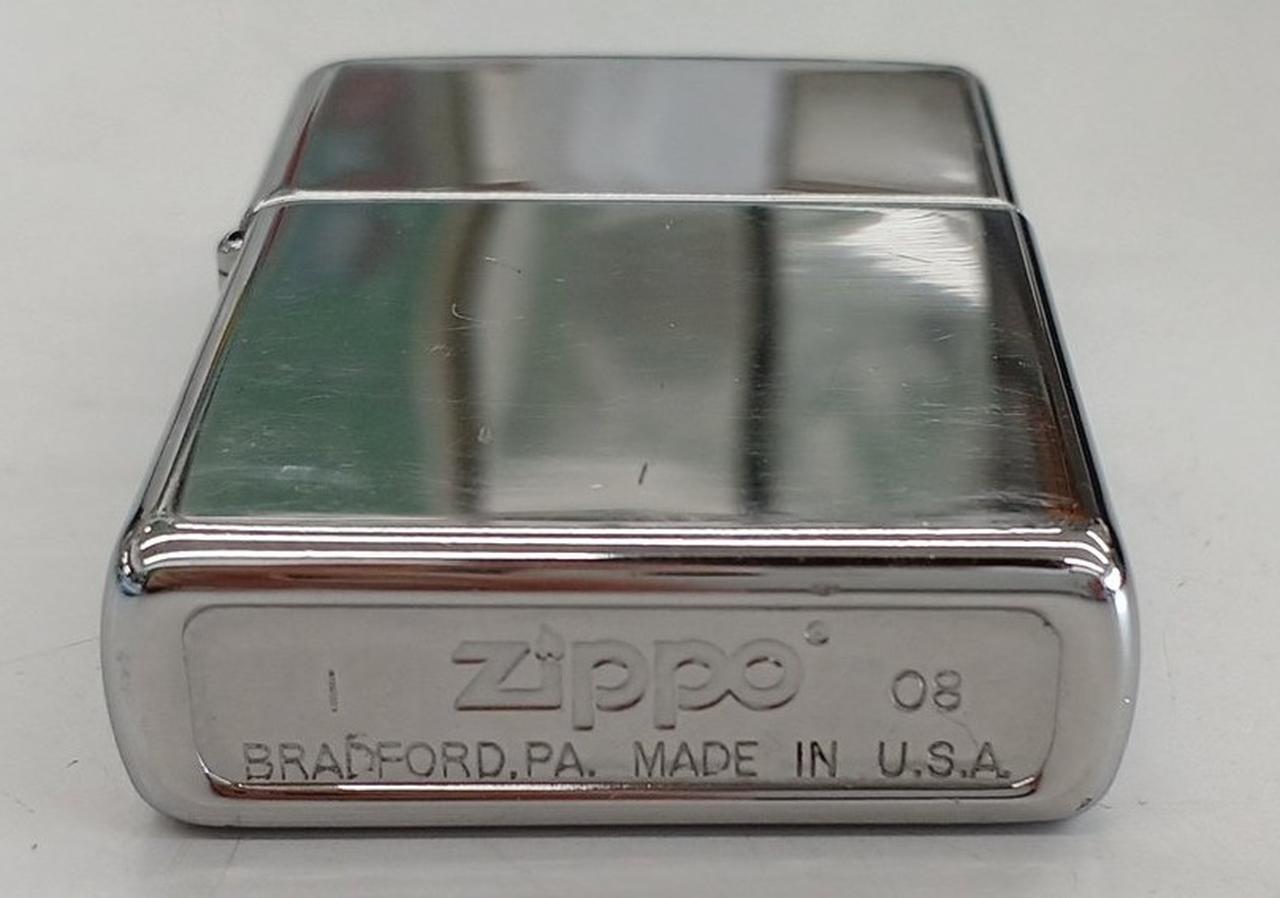 I zippo® 08
BRADFORD,PA. MADE IN U.S.A.